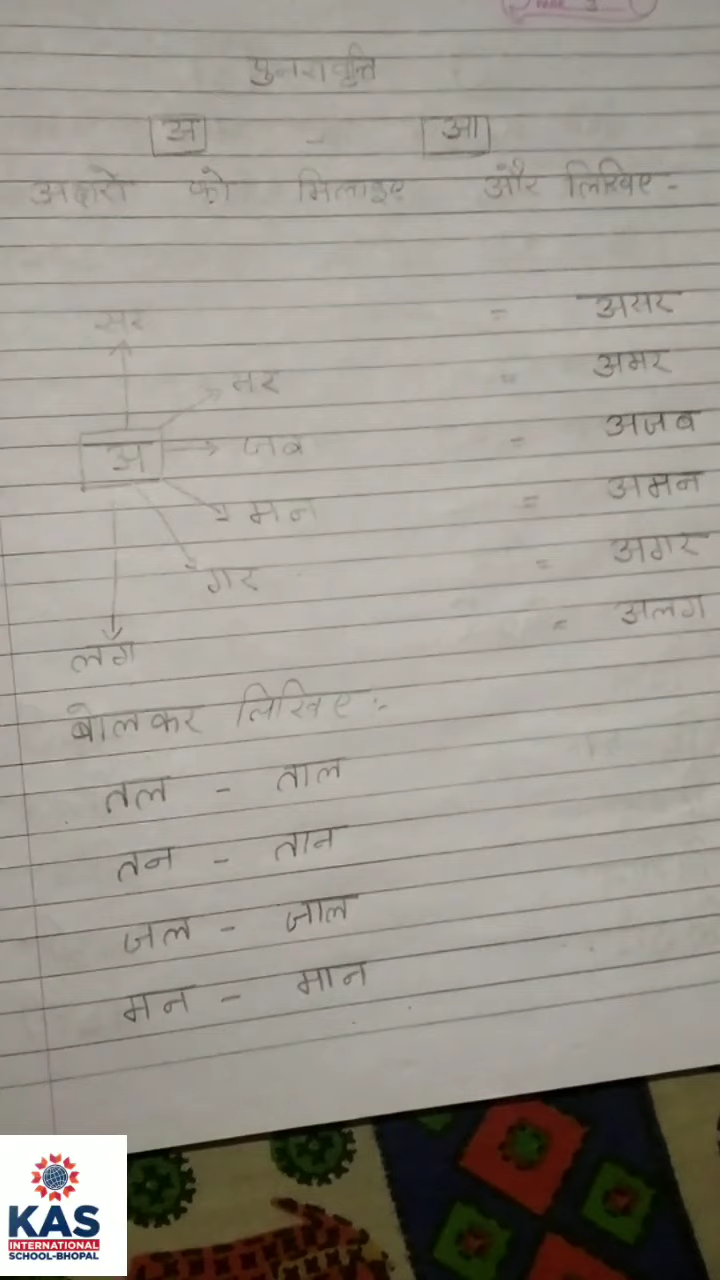 पुनरावृत्ति
अ - आ
अक्षरो को मिलाइए और लिखिए -
सर = असर
मर = अमर
अ
जब = अजब
मन = अमन
गर = अगर
लग = अलग
बोलकर लिखिए :-
तल - ताल
तन - तान
जल - जाल
मन - मान
KAS
INTERNATIONAL
SCHOOL-BHOPAL